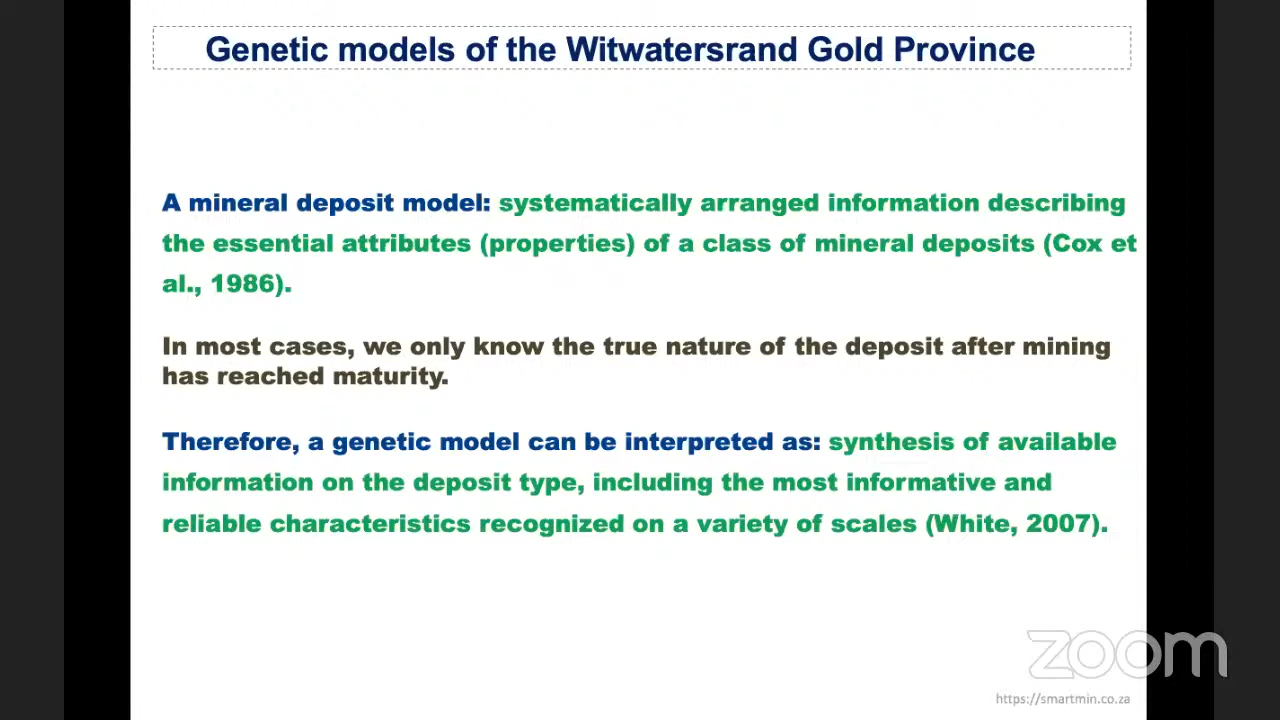 Genetic models of the Witwatersrand Gold Province
A mineral deposit model: systematically arranged information describing
the essential attributes (properties) of a class of mineral deposits (Cox et
al., 1986).
In most cases, we only know the true nature of the deposit after mining
has reached maturity.
Therefore, a genetic model can be interpreted as: synthesis of available
information on the deposit type, including the most informative and
reliable characteristics recognized on a variety of scales (White, 2007).
zoom
https://smartmin.co.za